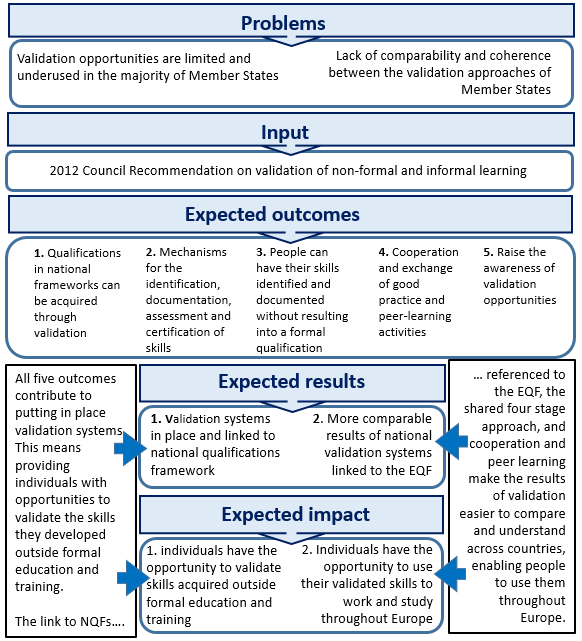 Problems
Validation opportunities are limited and
underused in the majority of Member States
Lack of comparability and coherence
between the validation approaches of
Member States
Input
2012 Council Recommendation on validation of non-formal and informal learning
Expected outcomes
1. Qualifications
in national
frameworks can
be acquired
through
validation
2. Mechanisms
for the
identification,
documentation,
assessment and
certification of
skills
3. People can
have their skills
identified and
documented
without resulting
into a formal
qualification
4. Cooperation
and exchange
of good
practice and
peer-learning
activities
5. Raise the
awareness of
validation
opportunities
All five outcomes
contribute to
putting in place
validation systems.
This means
providing
individuals with
opportunities to
validate the skills
they developed
outside formal
education and
training.
The link to NQFs….
Expected results
1. Validation systems
in place and linked to
national qualifications
framework
2. More comparable
results of national
validation systems
linked to the EQF
Expected impact
1. individuals have the
opportunity to validate
skills acquired outside
formal education and
training
2. Individuals have the
opportunity to use
their validated skills to
work and study
throughout Europe
… referenced to
the EQF, the
shared four stage
approach, and
cooperation and
peer learning
make the results
of validation
easier to compare
and understand
across countries,
enabling people
to use them
throughout
Europe.